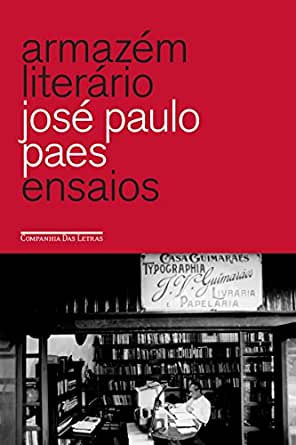 armazém
literário
josé paulo
paes
ensaios
COMPANHIA DAS LETRAS
CASA GUIMARÃES
TYPOGRAPHIA
J. V. Guimarães
LIVRARIA
E
PAPELARIA